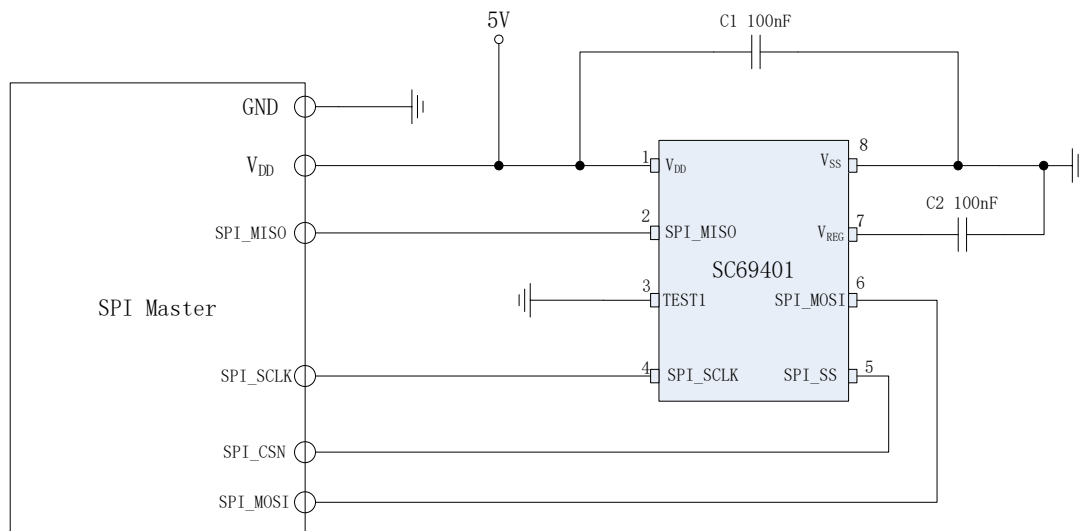 5V
C1 100nF
GND
VDD
1
VDD
VSS
8
C2 100nF
SPI_MISO
2
SPI_MISO
VREG
7
SC69401
SPI Master
3
TEST1
SPI_MOSI
6
SPI_SCLK
4
SPI_SCLK
SPI_SS
5
SPI_CSN
SPI_MOSI